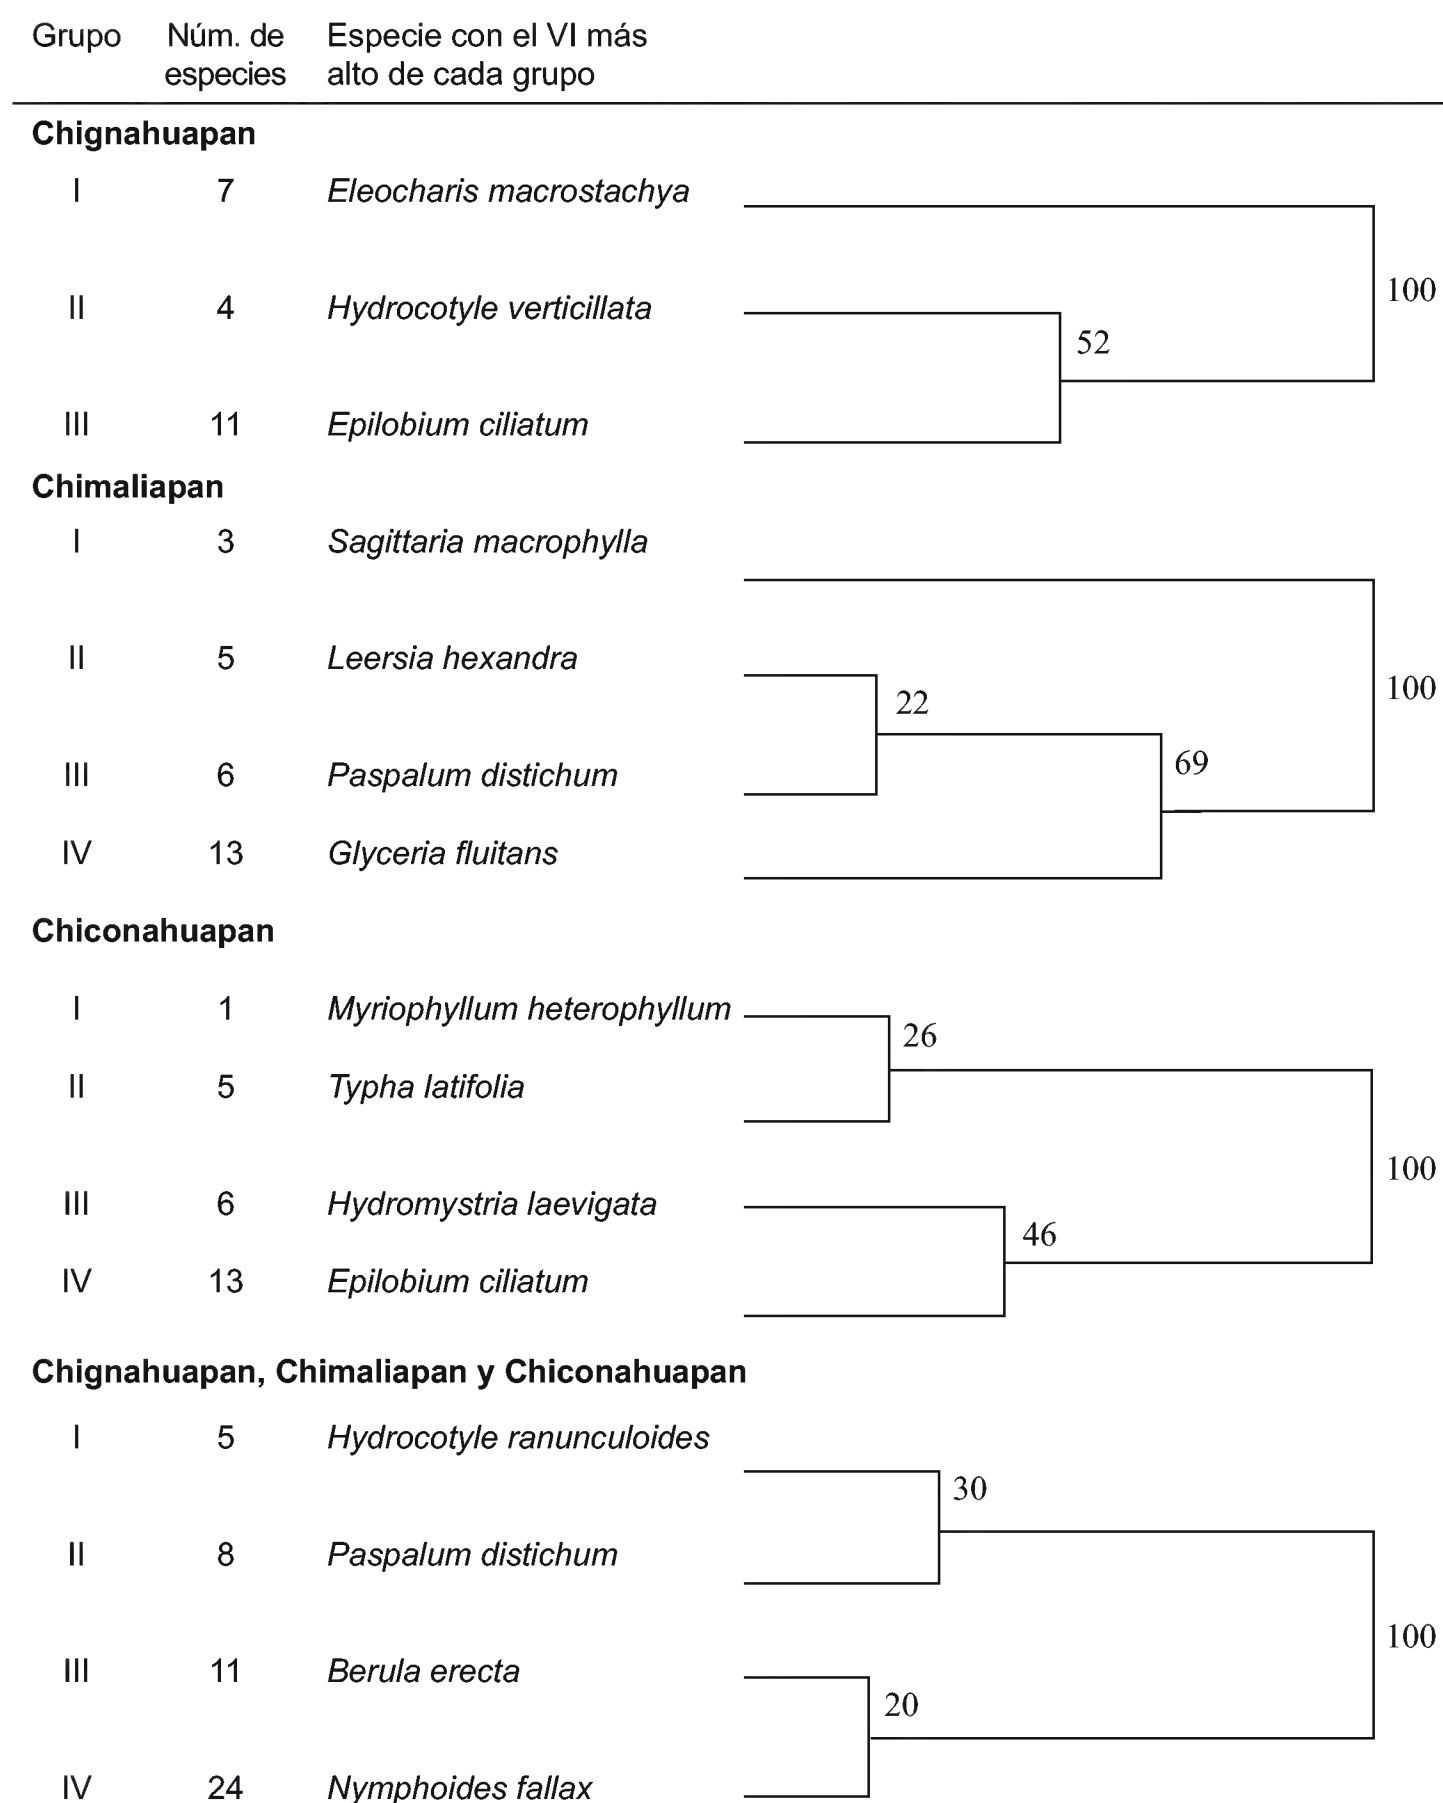 Grupo Núm. de Especie con el VI más
especies alto de cada grupo
Chignahuapan
I 7 Eleocharis macrostachya
100
II 4 Hydrocotyle verticillata
52
III 11 Epilobium ciliatum
Chimaliapan
I 3 Sagittaria macrophylla
II 5 Leersia hexandra
100
22
69
III 6 Paspalum distichum
IV 13 Glyceria fluitans
Chiconahuapan
I 1 Myriophyllum heterophyllum
26
II 5 Typha latifolia
100
III 6 Hydromystria laevigata
46
IV 13 Epilobium ciliatum
Chignahuapan, Chimaliapan y Chiconahuapan
I 5 Hydrocotyle ranunculoides
30
II 8 Paspalum distichum
100
III 11 Berula erecta
20
IV 24 Nymphoides fallax